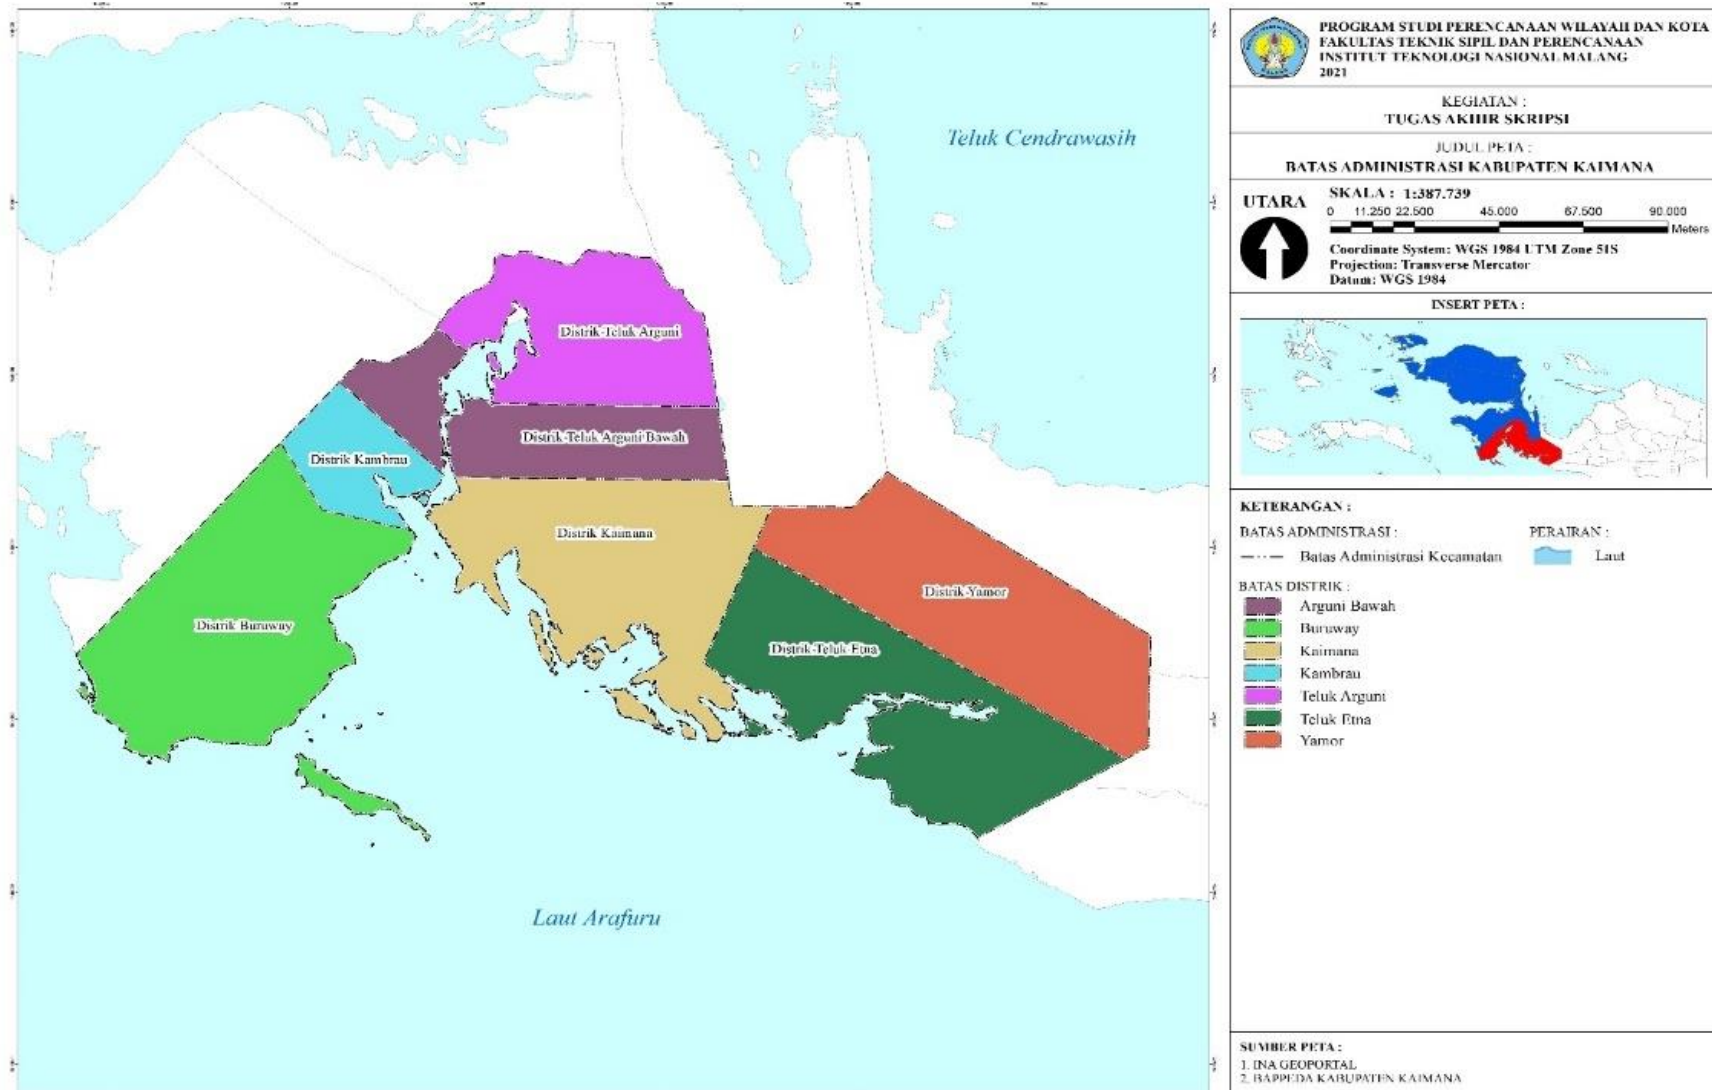 Teluk Cendrawasih
Distrik-Teluk Arguni
Distrik-Teluk Arguni Bawah
Distrik Kambrau
Distrik Kaimana
Distrik-Yamor
Distrik Buruway
Distrik-Teluk-Etna
Laut Arafuru
PROGRAM STUDI PERENCANAAN WILAYAH DAN KOTA
FAKULTAS TEKNIK SIPIL DAN PERENCANAAN
INSTITUT TEKNOLOGI NASIONAL MALANG
2021
KEGIATAN :
TUGAS AKHIR SKRIPSI
JUDUL PETA :
BATAS ADMINISTRASI KABUPATEN KAIMANA
UTARA
SKALA : 1:387.739
0 11.250 22.500 45.000 67.500 90.000
Meters
Coordinate System: WGS 1984 UTM Zone 51S
Projection: Transverse Mercator
Datum: WGS 1984
INSERT PETA :
KETERANGAN :
BATAS ADMINISTRASI :
Batas Administrasi Kecamatan
PERAIRAN :
Laut
BATAS DISTRIK :
Arguni Bawah
Buruway
Kaimana
Kambrau
Teluk Arguni
Teluk Etna
Yamor
SUMBER PETA :
1. INA GEOPORTAL
2. BAPPEDA KABUPATEN KAIMANA